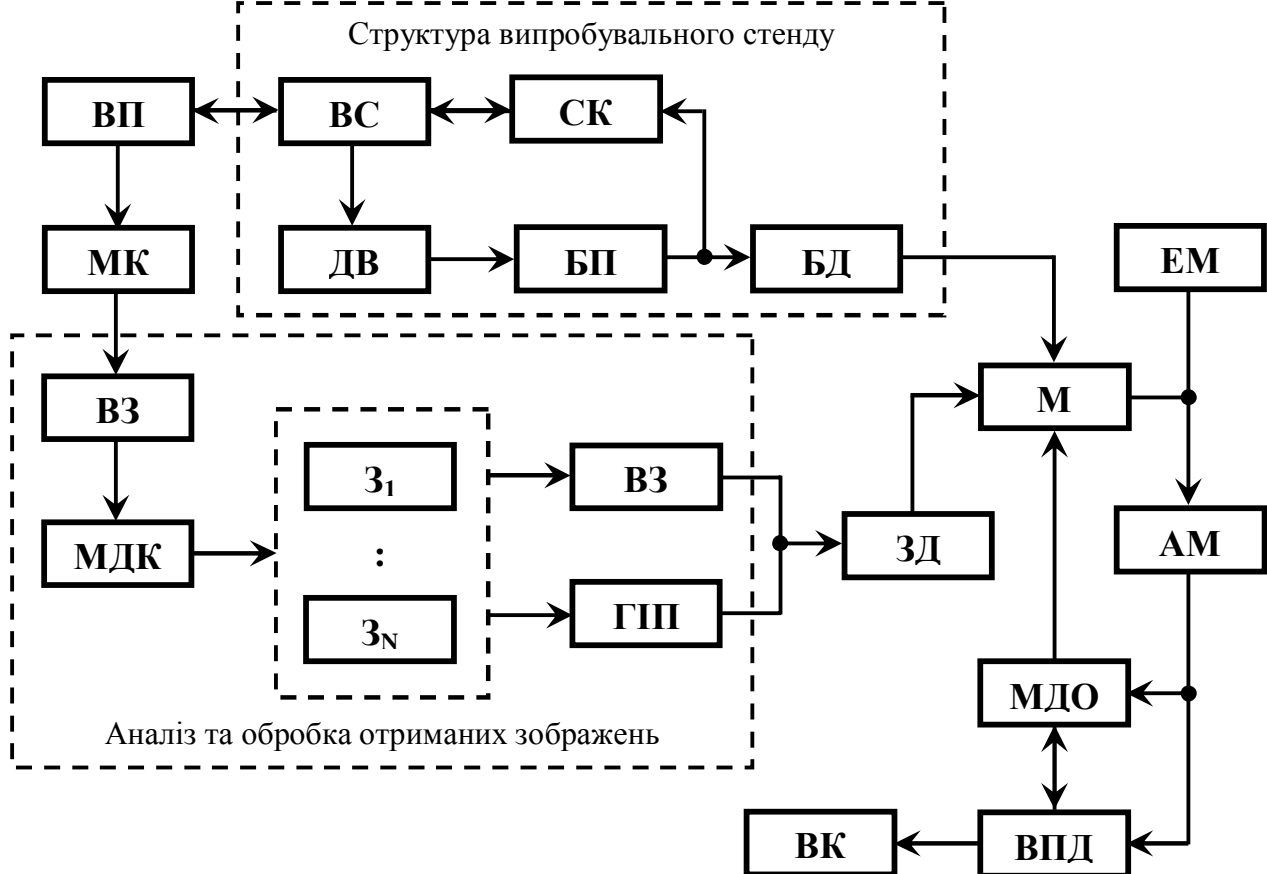 Структура випробувального стенду
ВП
ВС
СК
МК
ДВ
БП
БД
ЕМ
ВЗ
М
З₁
ВЗ
МДК
:
ЗД
АМ
З_N
ГІП
МДО
Аналіз та обробка отриманих зображень
ВК
ВПД